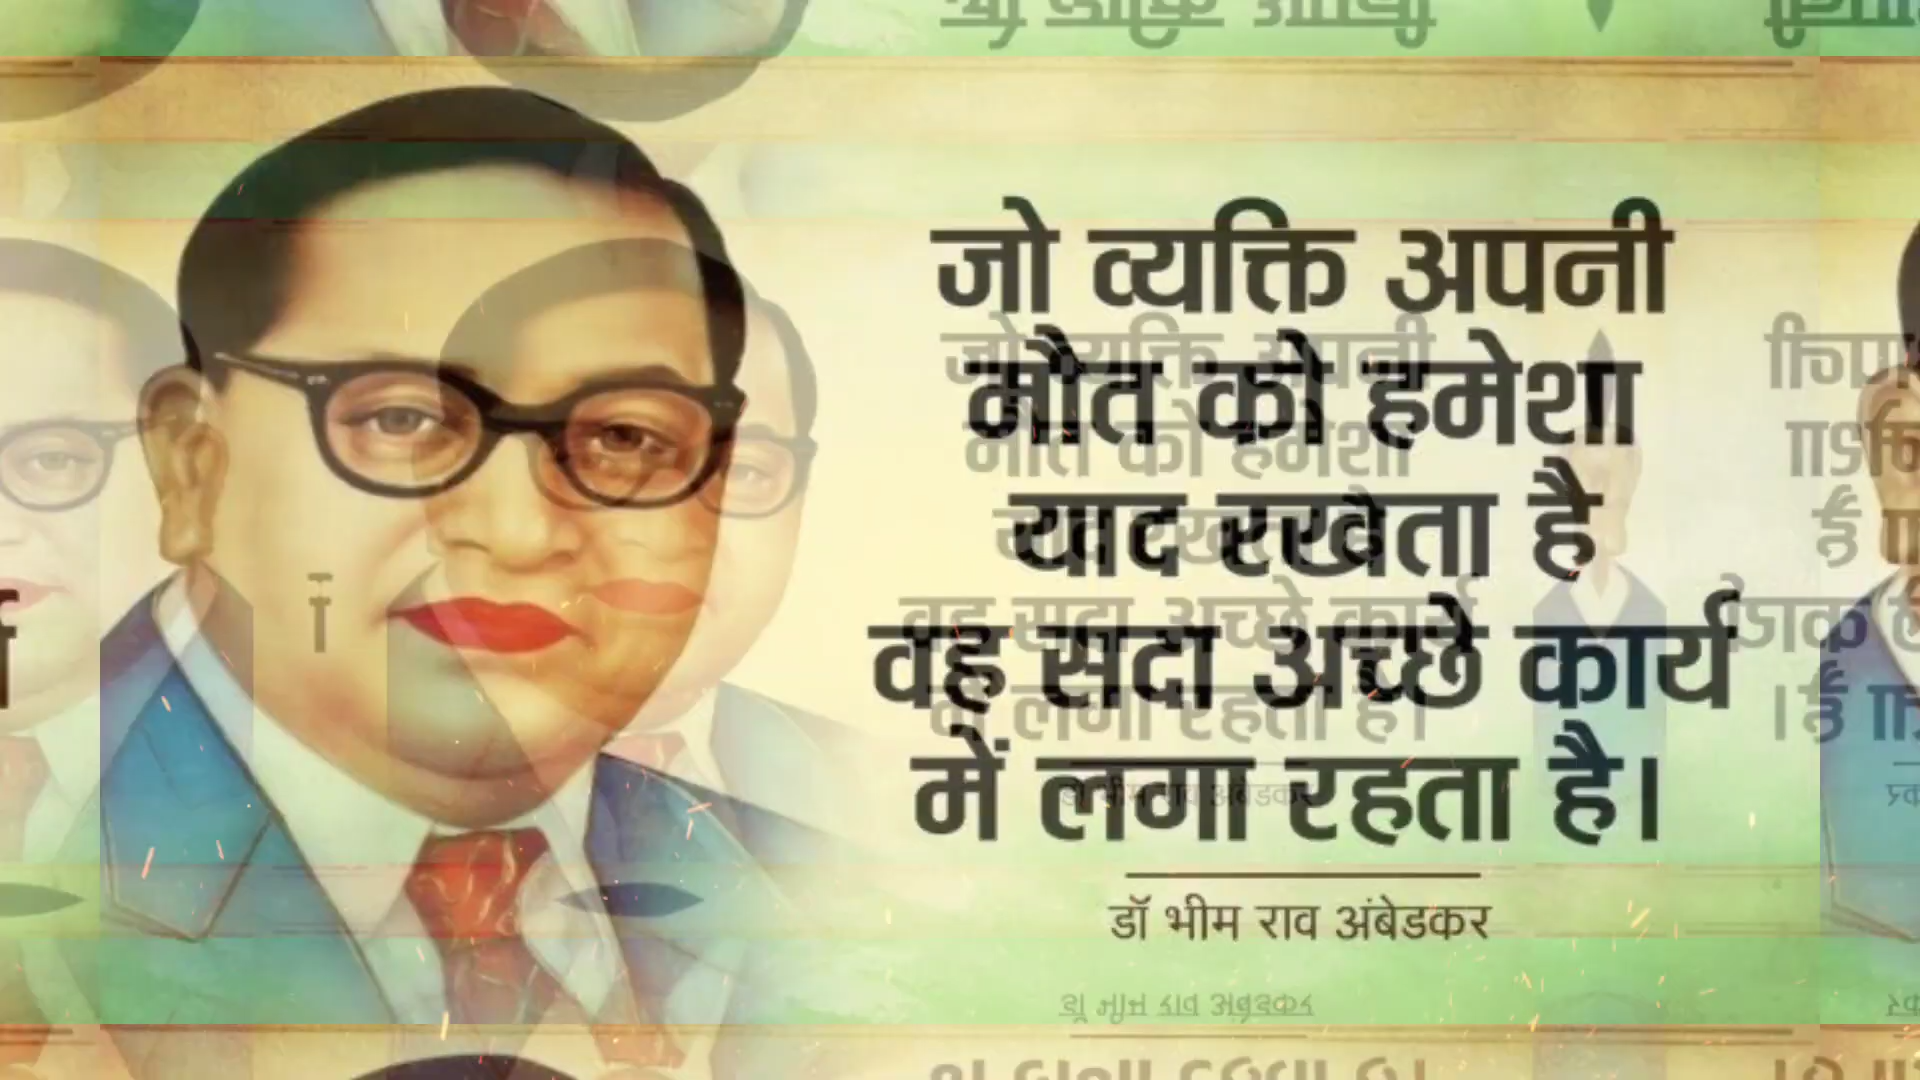 जो व्यक्ति अपनी
मौत को हमेशा
याद रखता है
वह सदा अच्छे कार्य
में लगा रहता है।
डॉ भीम राव अंबेडकर